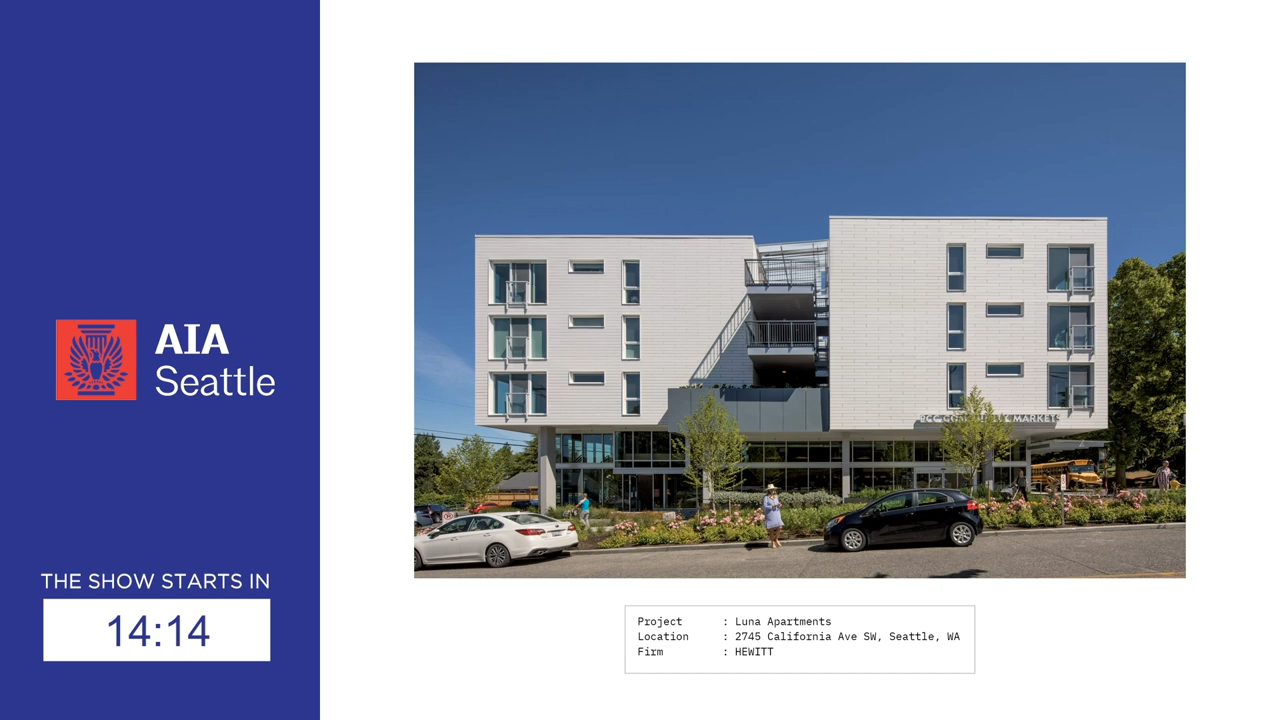 AIA
Seattle
THE SHOW STARTS IN
14:14
MARKETS
Project : Luna Apartments
Location : 2745 California Ave SW, Seattle, WA
Firm : HEWITT